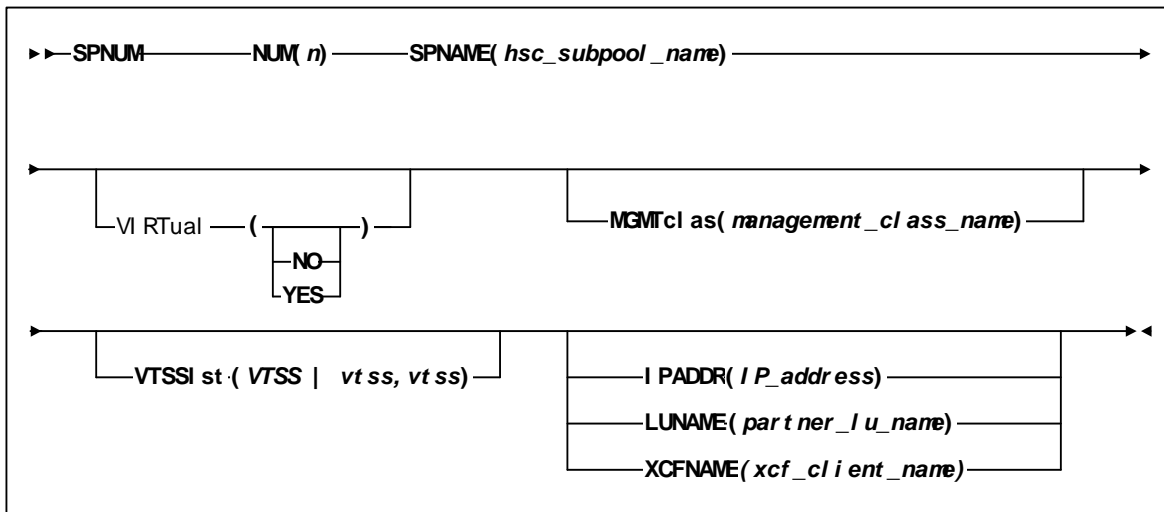 SPNUM NUM( n) SPNAME( hsc_subpool_name)
VIRTual ( )
NO
YES
MGMTclas( management_class_name)
VTSSlst ( VTSS | vtss, vtss)
IPADDR( IP_address)
LUNAME( partner_lu_name)
XCFNAME( xcf_client_name)